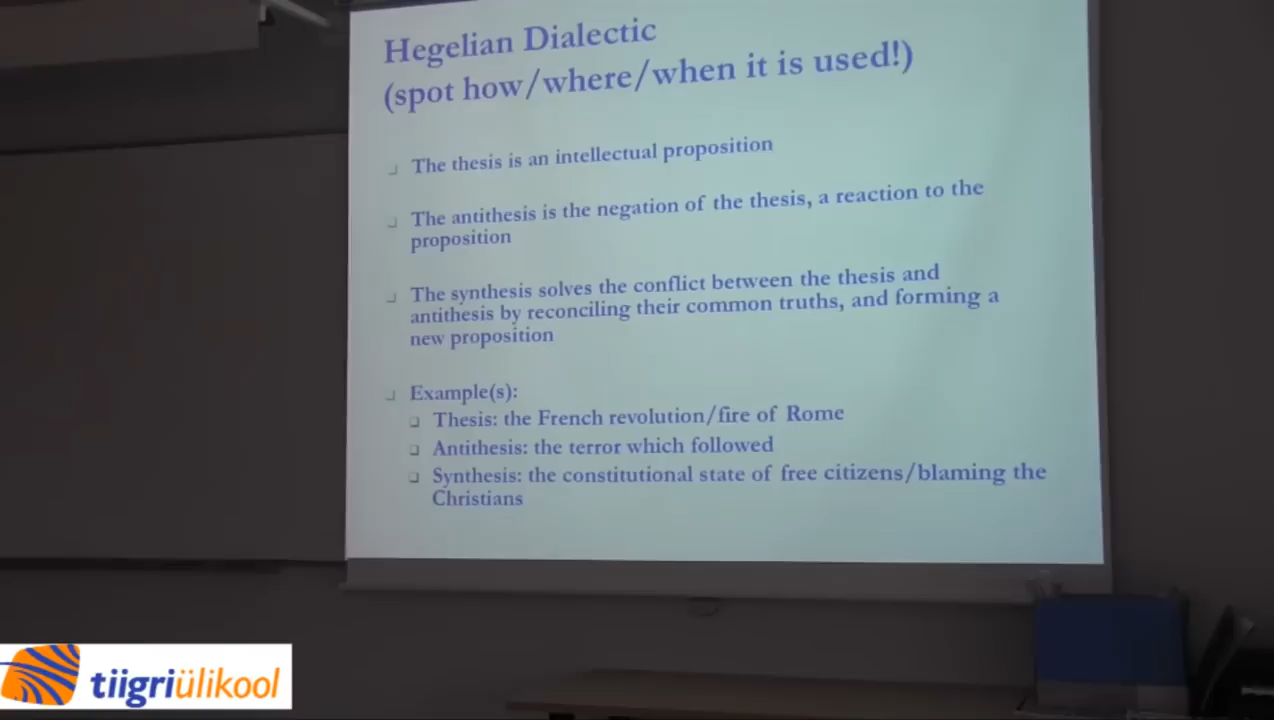 Hegelian Dialectic
(spot how/where/when it is used!)
The thesis is an intellectual proposition
The antithesis is the negation of the thesis, a reaction to the
proposition
The synthesis solves the conflict between the thesis and
antithesis by reconciling their common truths, and forming a
new proposition
Example(s):
Thesis: the French revolution/fire of Rome
Antithesis: the terror which followed
Synthesis: the constitutional state of free citizens/blaming the
Christians
tiigriülikool